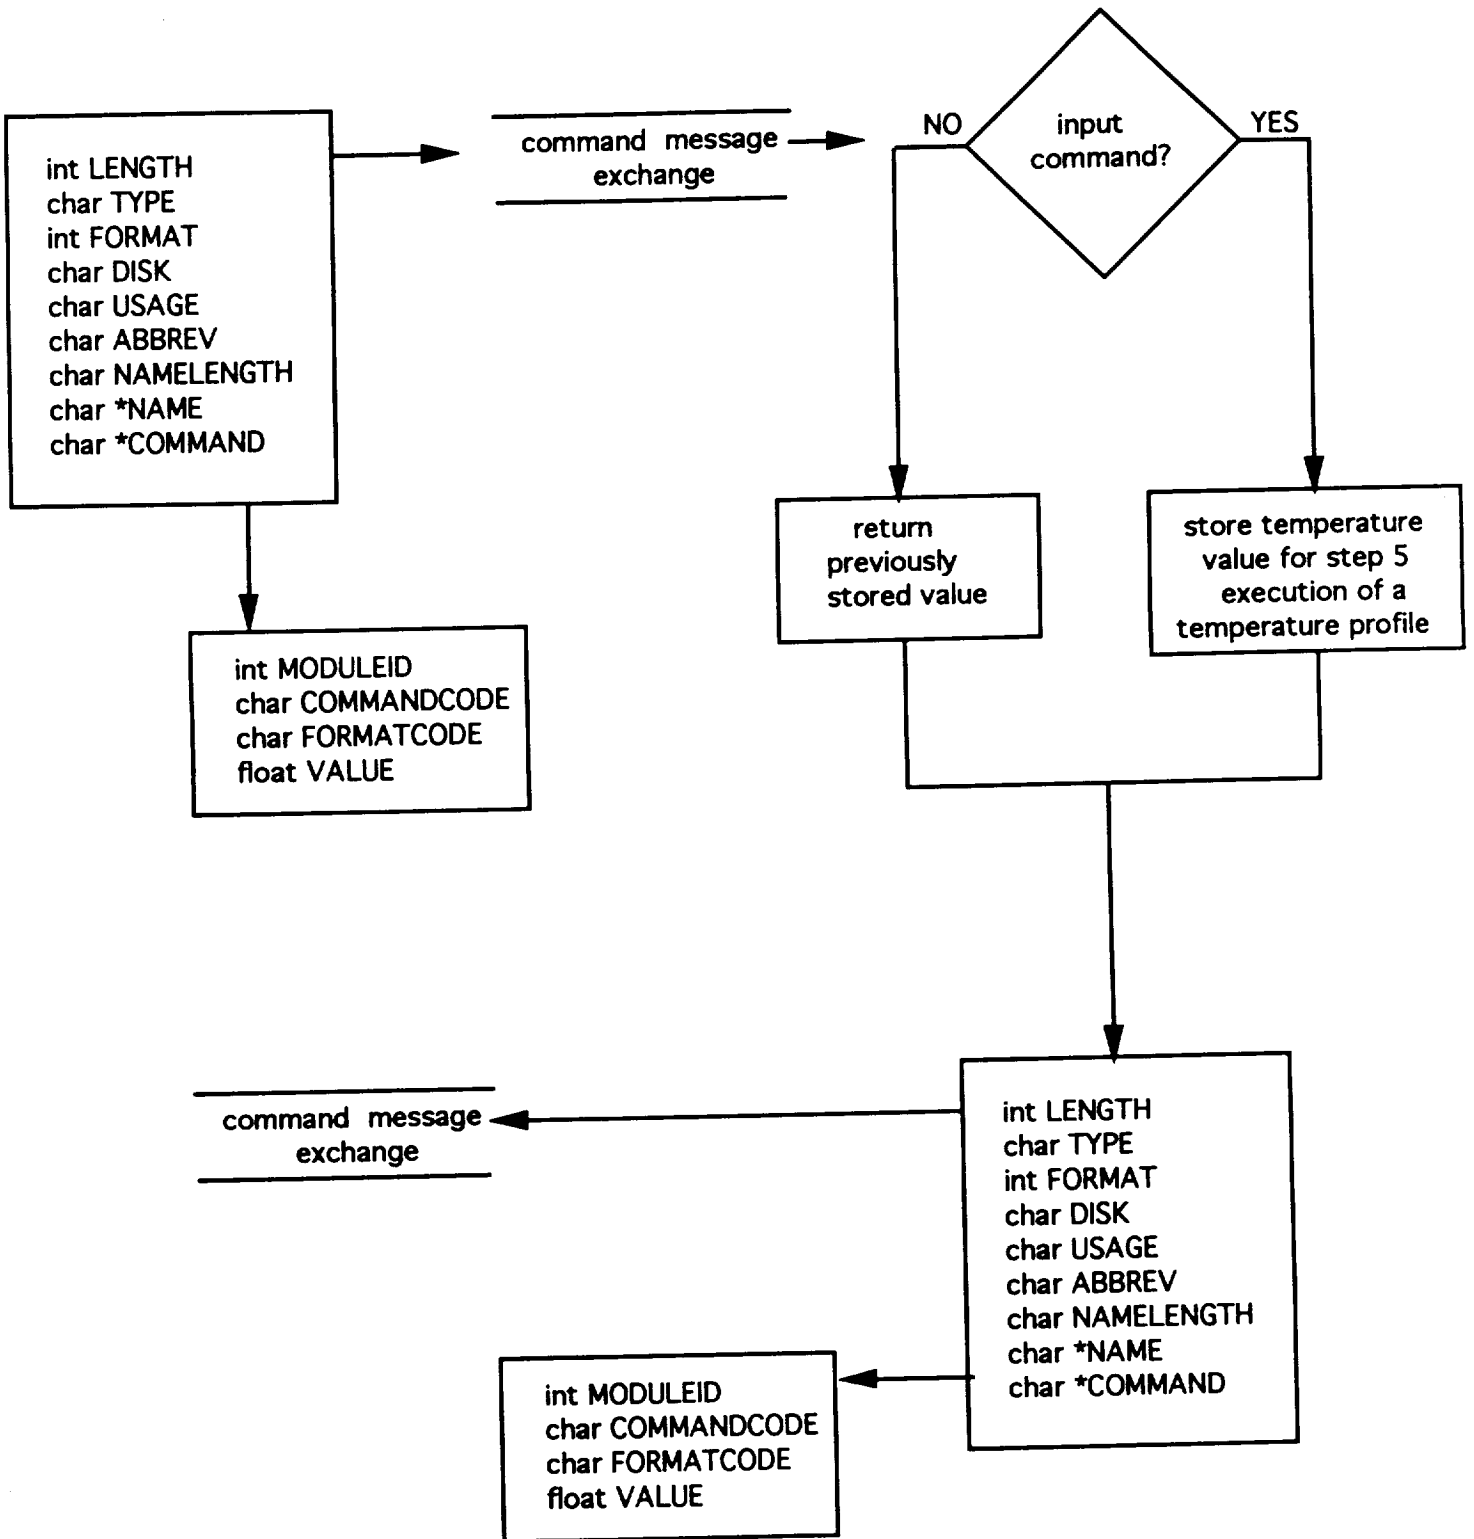 int LENGTH
char TYPE
int FORMAT
char DISK
char USAGE
char ABBREV
char NAMELENGTH
char *NAME
char *COMMAND
command message
exchange
NO
input
command?
YES
int MODULEID
char COMMANDCODE
char FORMATCODE
float VALUE
return
previously
stored value
store temperature
value for step 5
execution of a
temperature profile
command message
exchange
int LENGTH
char TYPE
int FORMAT
char DISK
char USAGE
char ABBREV
char NAMELENGTH
char *NAME
char *COMMAND
int MODULEID
char COMMANDCODE
char FORMATCODE
float VALUE